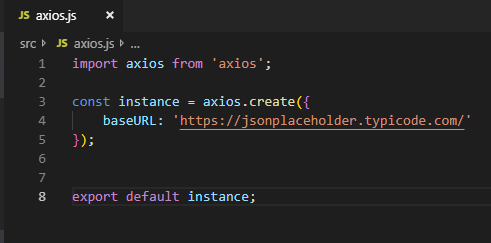 JS axios.js ×
src > JS axios.js > ...
1 import axios from 'axios';
2
3 const instance = axios.create({
4 baseURL: 'https://jsonplaceholder.typicode.com/'
5 });
6
7
8 export default instance;